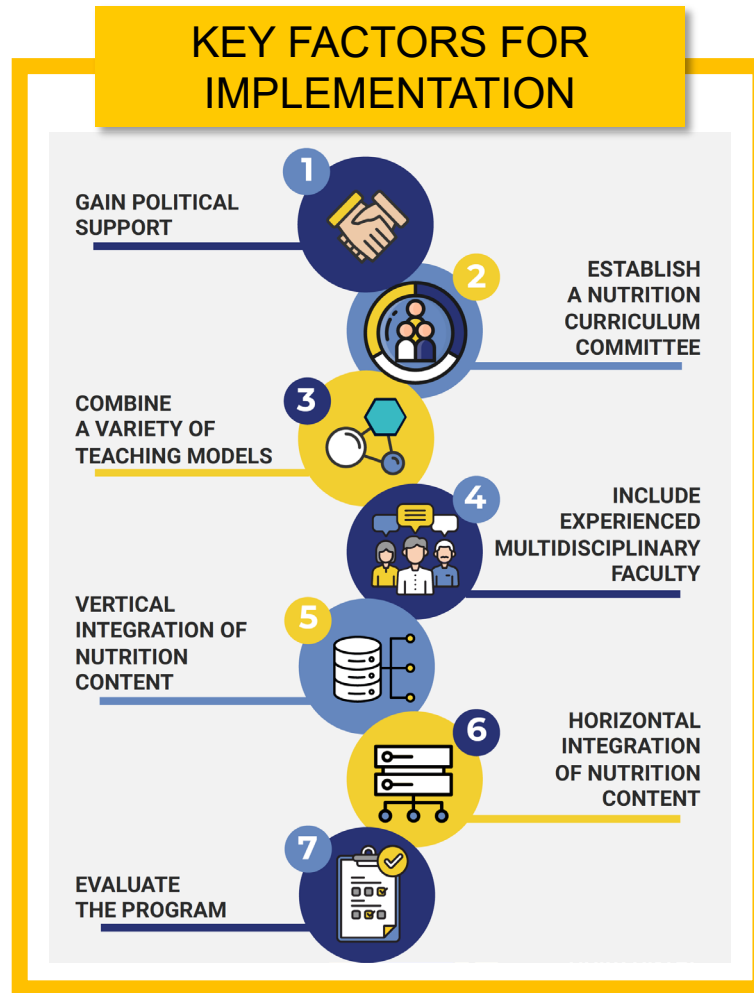 KEY FACTORS FOR
IMPLEMENTATION
1
GAIN POLITICAL
SUPPORT
2
ESTABLISH
A NUTRITION
CURRICULUM
COMMITTEE
3
COMBINE
A VARIETY OF
TEACHING MODELS
4
INCLUDE
EXPERIENCED
MULTIDISCIPLINARY
FACULTY
5
VERTICAL
INTEGRATION OF
NUTRITION
CONTENT
6
HORIZONTAL
INTEGRATION
OF NUTRITION
CONTENT
7
EVALUATE
THE PROGRAM